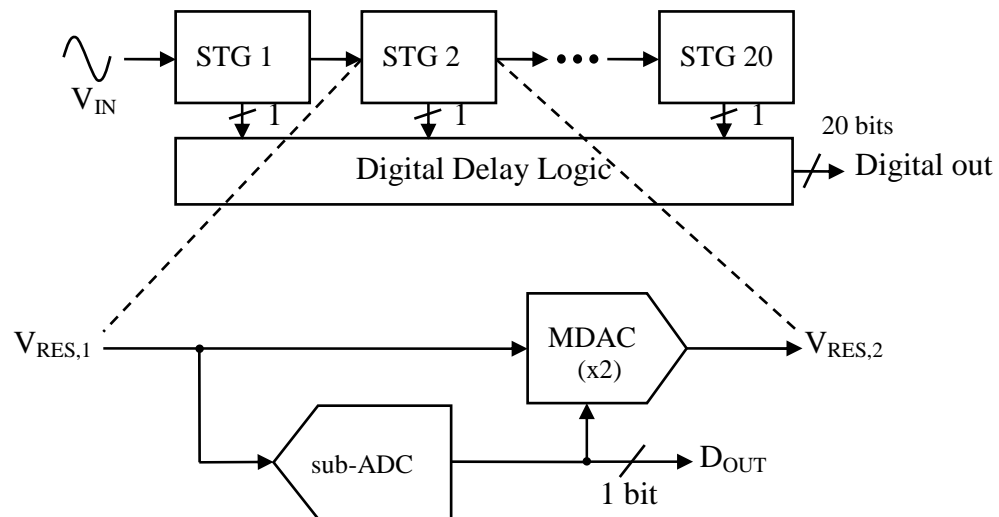 STG 1
STG 2
STG 20
V_IN
1
1
1
20 bits
Digital Delay Logic
Digital out
V_RES,1
MDAC
(x2)
V_RES,2
sub-ADC
D_OUT
1 bit